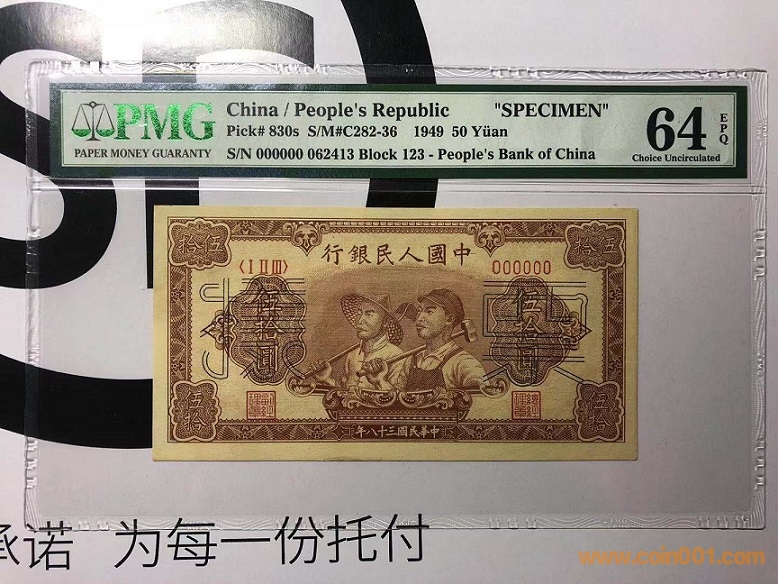 PMG
PAPER MONEY GUARANTY
China / People's Republic "SPECIMEN"
Pick# 830s S/M#C282-36 1949 50 Yüan
S/N 000000 062413 Block 123 - People's Bank of China
64 EPQ
Choice Uncirculated
行銀民人國中
拾伍
五拾
〈I II III〉
000000
伍拾圓
伍拾圓
伍拾
伍拾
年八十三國民華中
承诺 为每一份托付
www.coin001.com